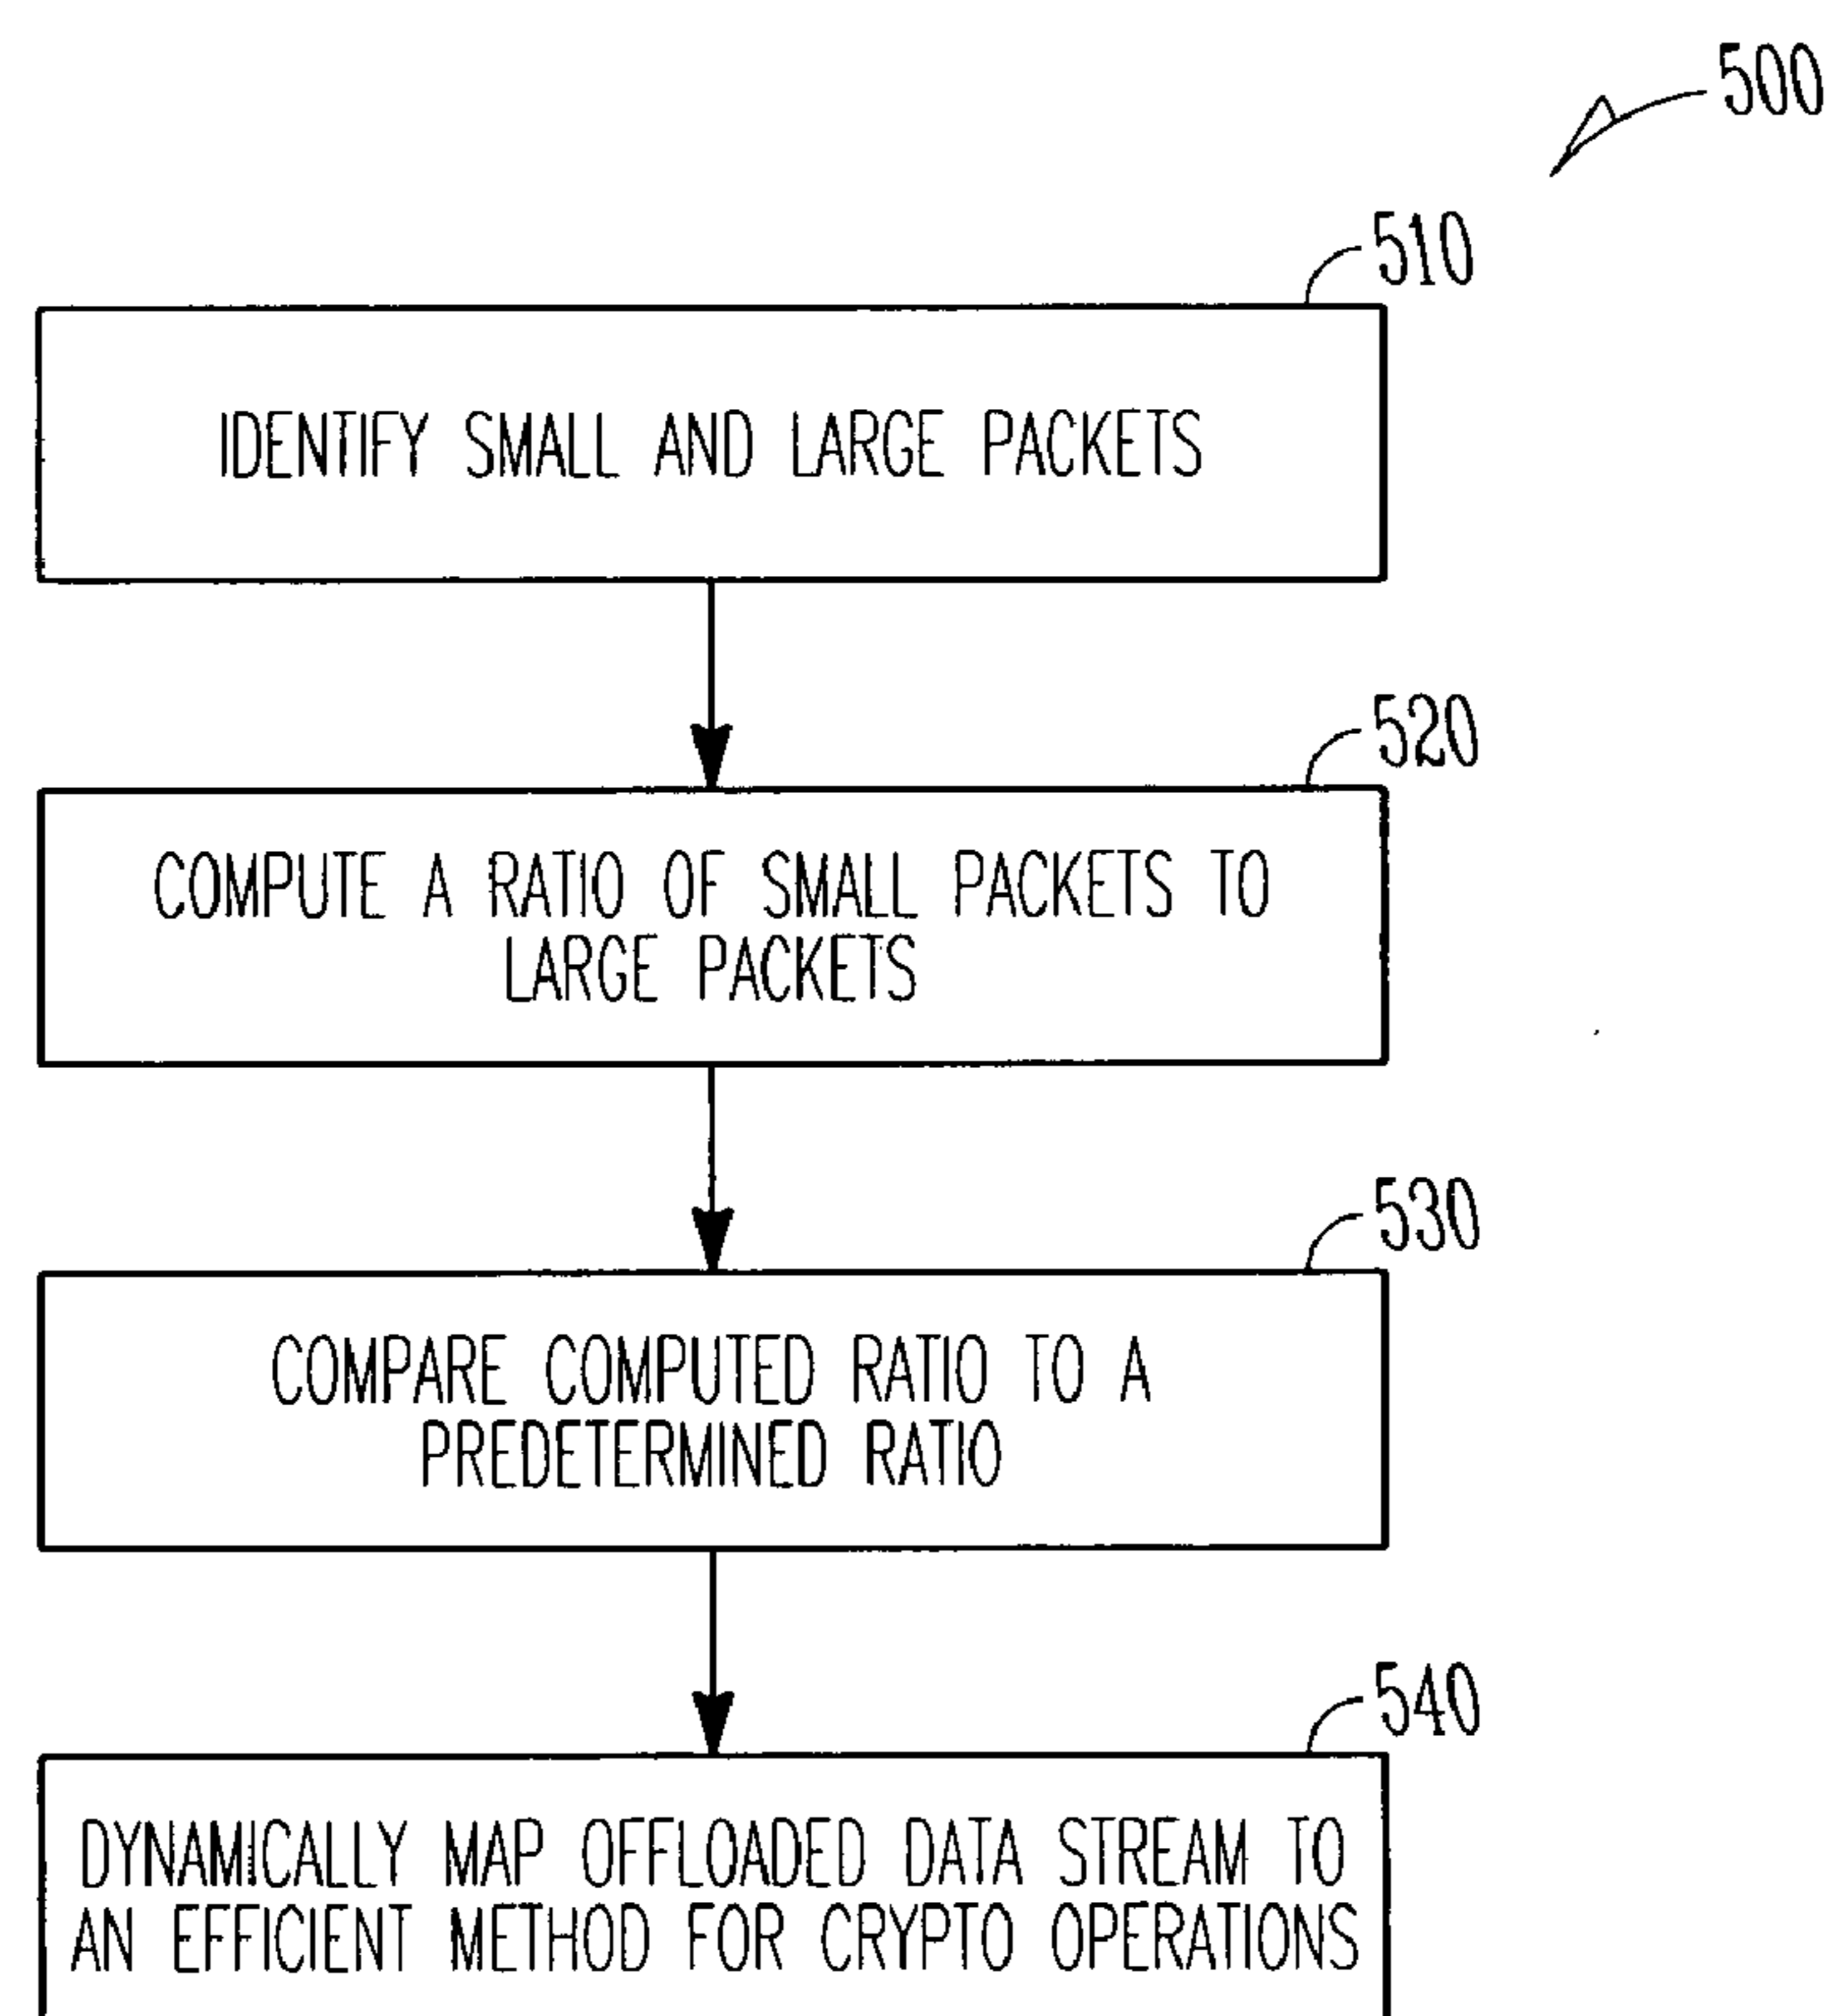 500
510
IDENTIFY SMALL AND LARGE PACKETS
520
COMPUTE A RATIO OF SMALL PACKETS TO
LARGE PACKETS
530
COMPARE COMPUTED RATIO TO A
PREDETERMINED RATIO
540
DYNAMICALLY MAP OFFLOADED DATA STREAM TO
AN EFFICIENT METHOD FOR CRYPTO OPERATIONS